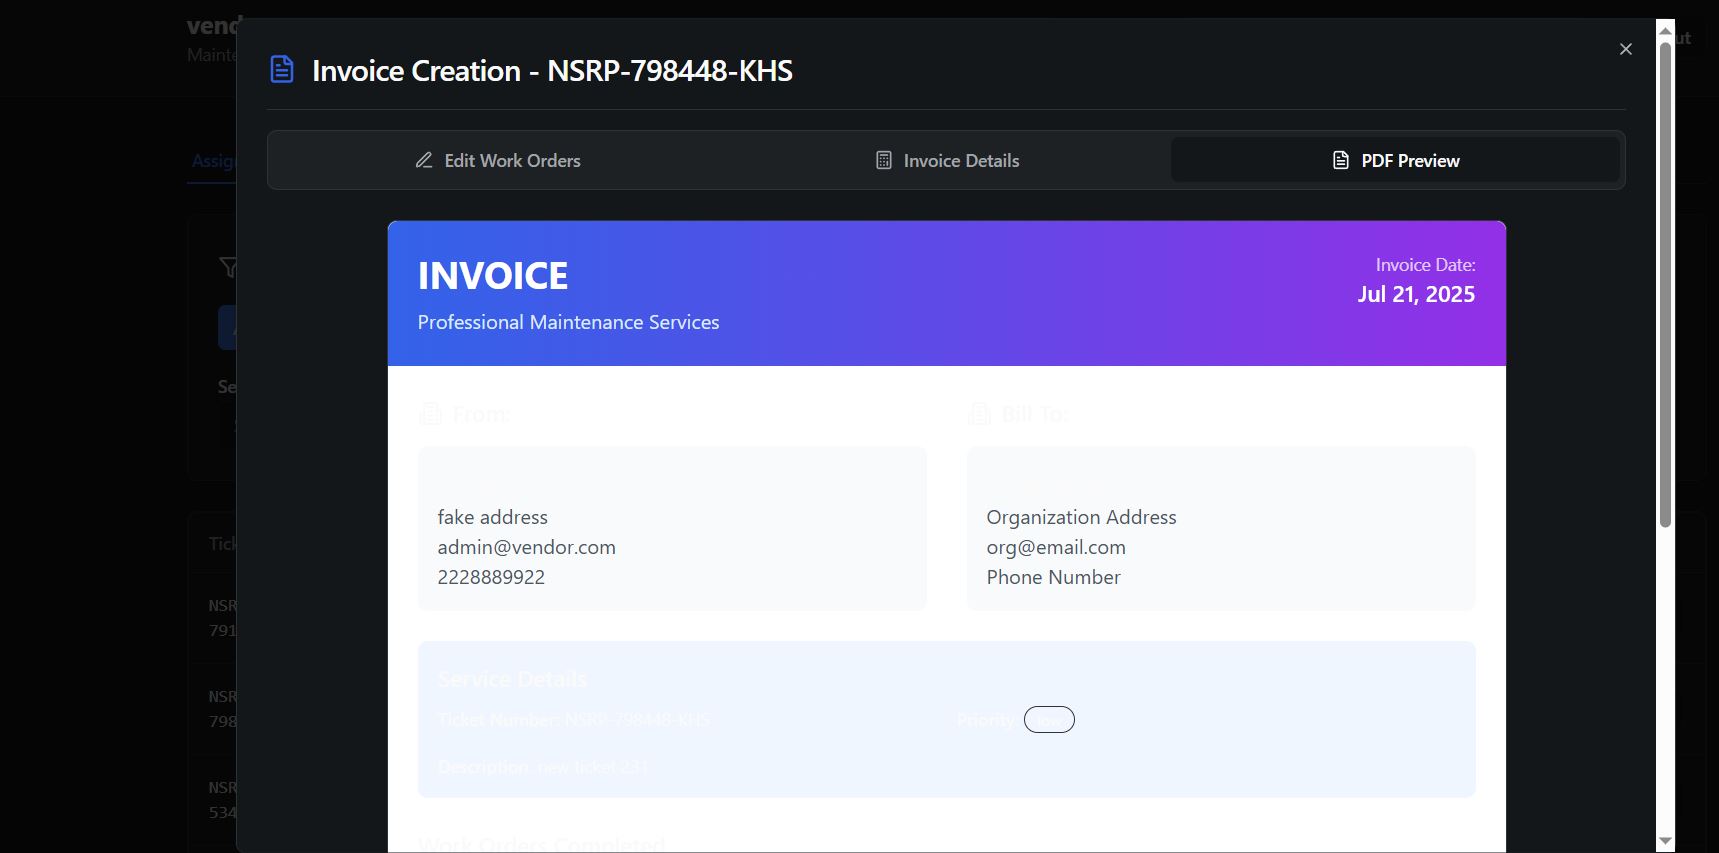 vend
Mainte
ut
Invoice Creation - NSRP-798448-KHS
Edit Work Orders
Invoice Details
PDF Preview
Assig
INVOICE
Professional Maintenance Services
Invoice Date:
Jul 21, 2025
From:
Bill To:
Se
fake address
admin@vendor.com
2228889922
Organization Address
org@email.com
Phone Number
Tick
NSR
791
NSR
798
NSR
534
Service Details
Ticket Number: NSRP-798448-KHS
Priority:
low
Description: new ticket 231
Work Orders Completed